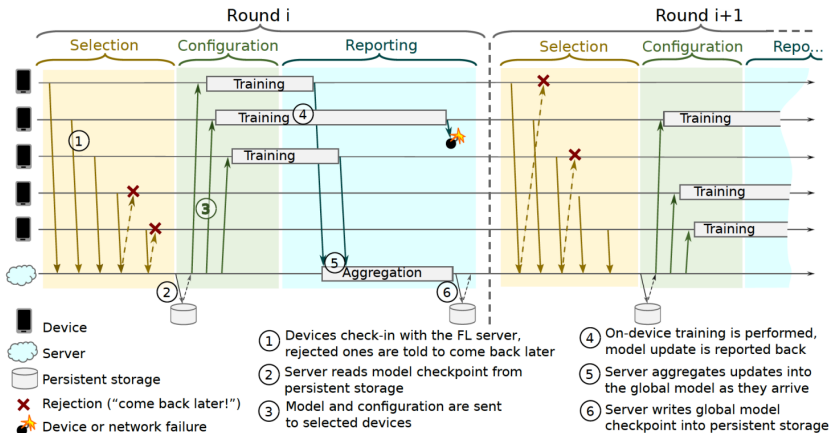 Round i
Round i+1
Selection
Configuration
Reporting
Selection
Configuration
Repo...
Training
Training
4
Training
Training
1
Training
3
Training
5
Aggregation
2
6
Device
Server
Persistent storage
Rejection ("come back later!")
Device or network failure
1 Devices check-in with the FL server,
rejected ones are told to come back later
2 Server reads model checkpoint from
persistent storage
3 Model and configuration are sent
to selected devices
4 On-device training is performed,
model update is reported back
5 Server aggregates updates into
the global model as they arrive
6 Server writes global model
checkpoint into persistent storage